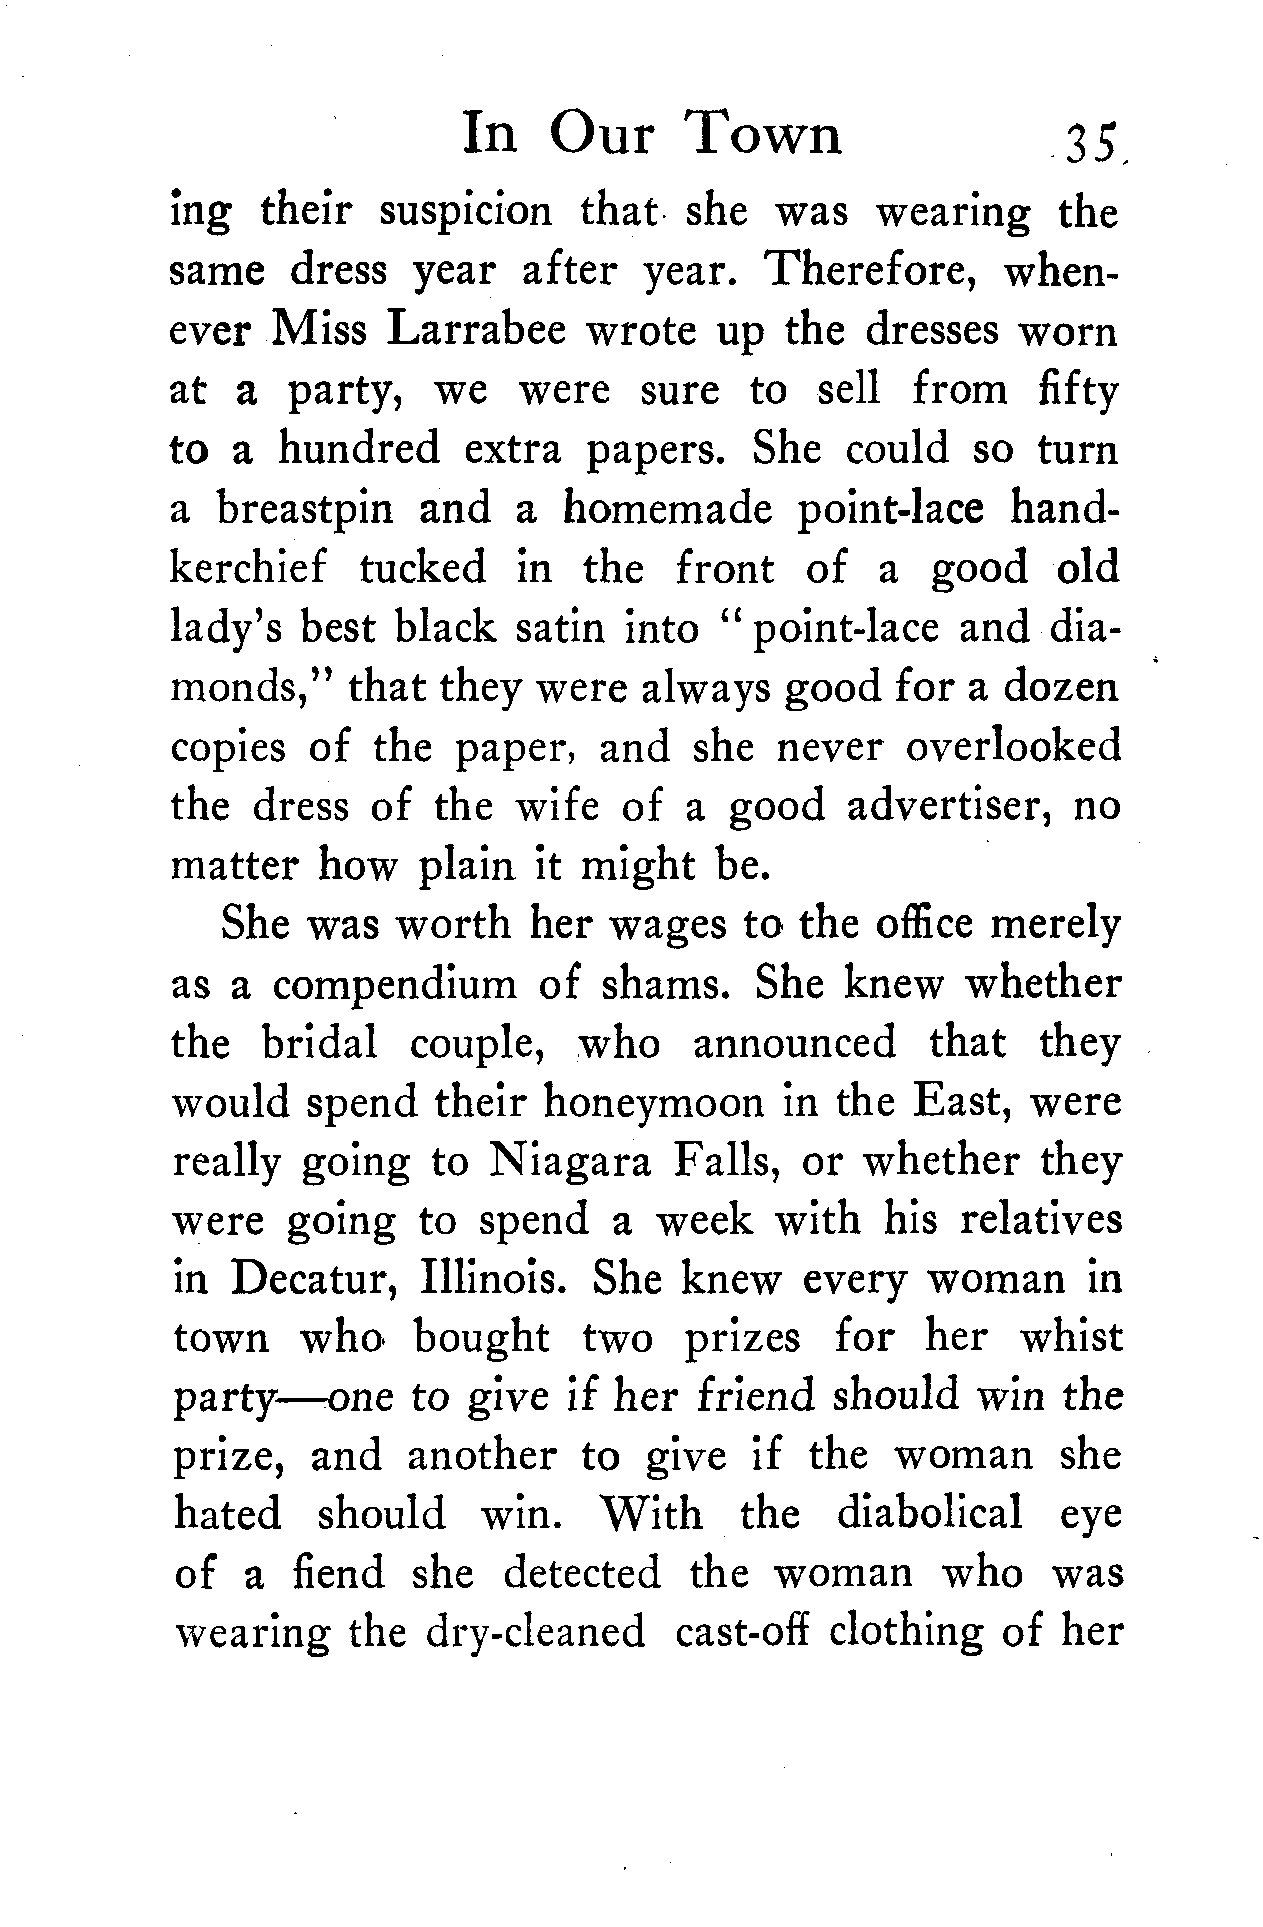 In Our Town 35
ing their suspicion that she was wearing the
same dress year after year. Therefore, when-
ever Miss Larrabee wrote up the dresses worn
at a party, we were sure to sell from fifty
to a hundred extra papers. She could so turn
a breastpin and a homemade point-lace hand-
kerchief tucked in the front of a good old
lady's best black satin into " point-lace and dia-
monds," that they were always good for a dozen
copies of the paper, and she never overlooked
the dress of the wife of a good advertiser, no
matter how plain it might be.
She was worth her wages to the office merely
as a compendium of shams. She knew whether
the bridal couple, who announced that they
would spend their honeymoon in the East, were
really going to Niagara Falls, or whether they
were going to spend a week with his relatives
in Decatur, Illinois. She knew every woman in
town who bought two prizes for her whist
party—one to give if her friend should win the
prize, and another to give if the woman she
hated should win. With the diabolical eye
of a fiend she detected the woman who was
wearing the dry-cleaned cast-off clothing of her